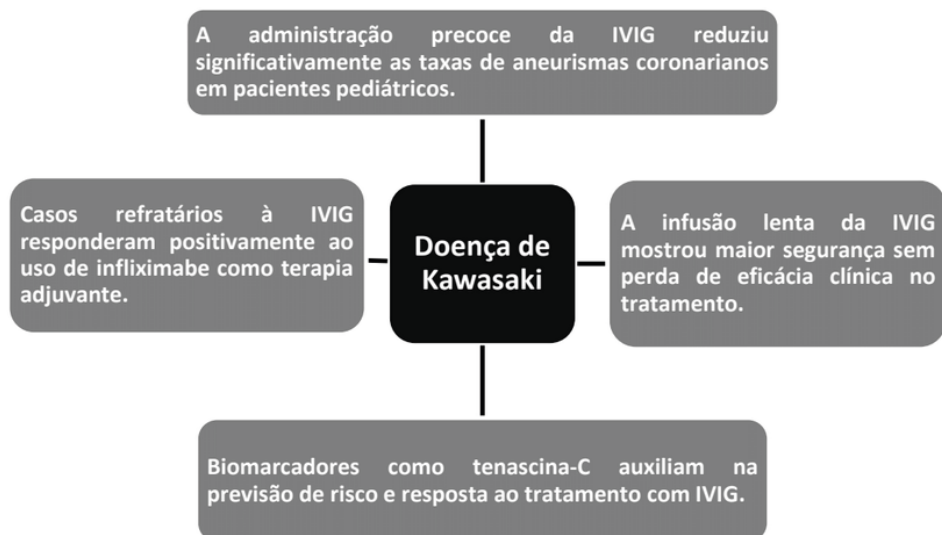 A administração precoce da IVIG reduziu
significativamente as taxas de aneurismas coronarianos
em pacientes pediátricos.
Casos refratários à IVIG
responderam positivamente ao
uso de infliximabe como terapia
adjuvante.
Doença de
Kawasaki
A infusão lenta da IVIG
mostrou maior segurança sem
perda de eficácia clínica no
tratamento.
Biomarcadores como tenascina-C auxiliam na
previsão de risco e resposta ao tratamento com IVIG.